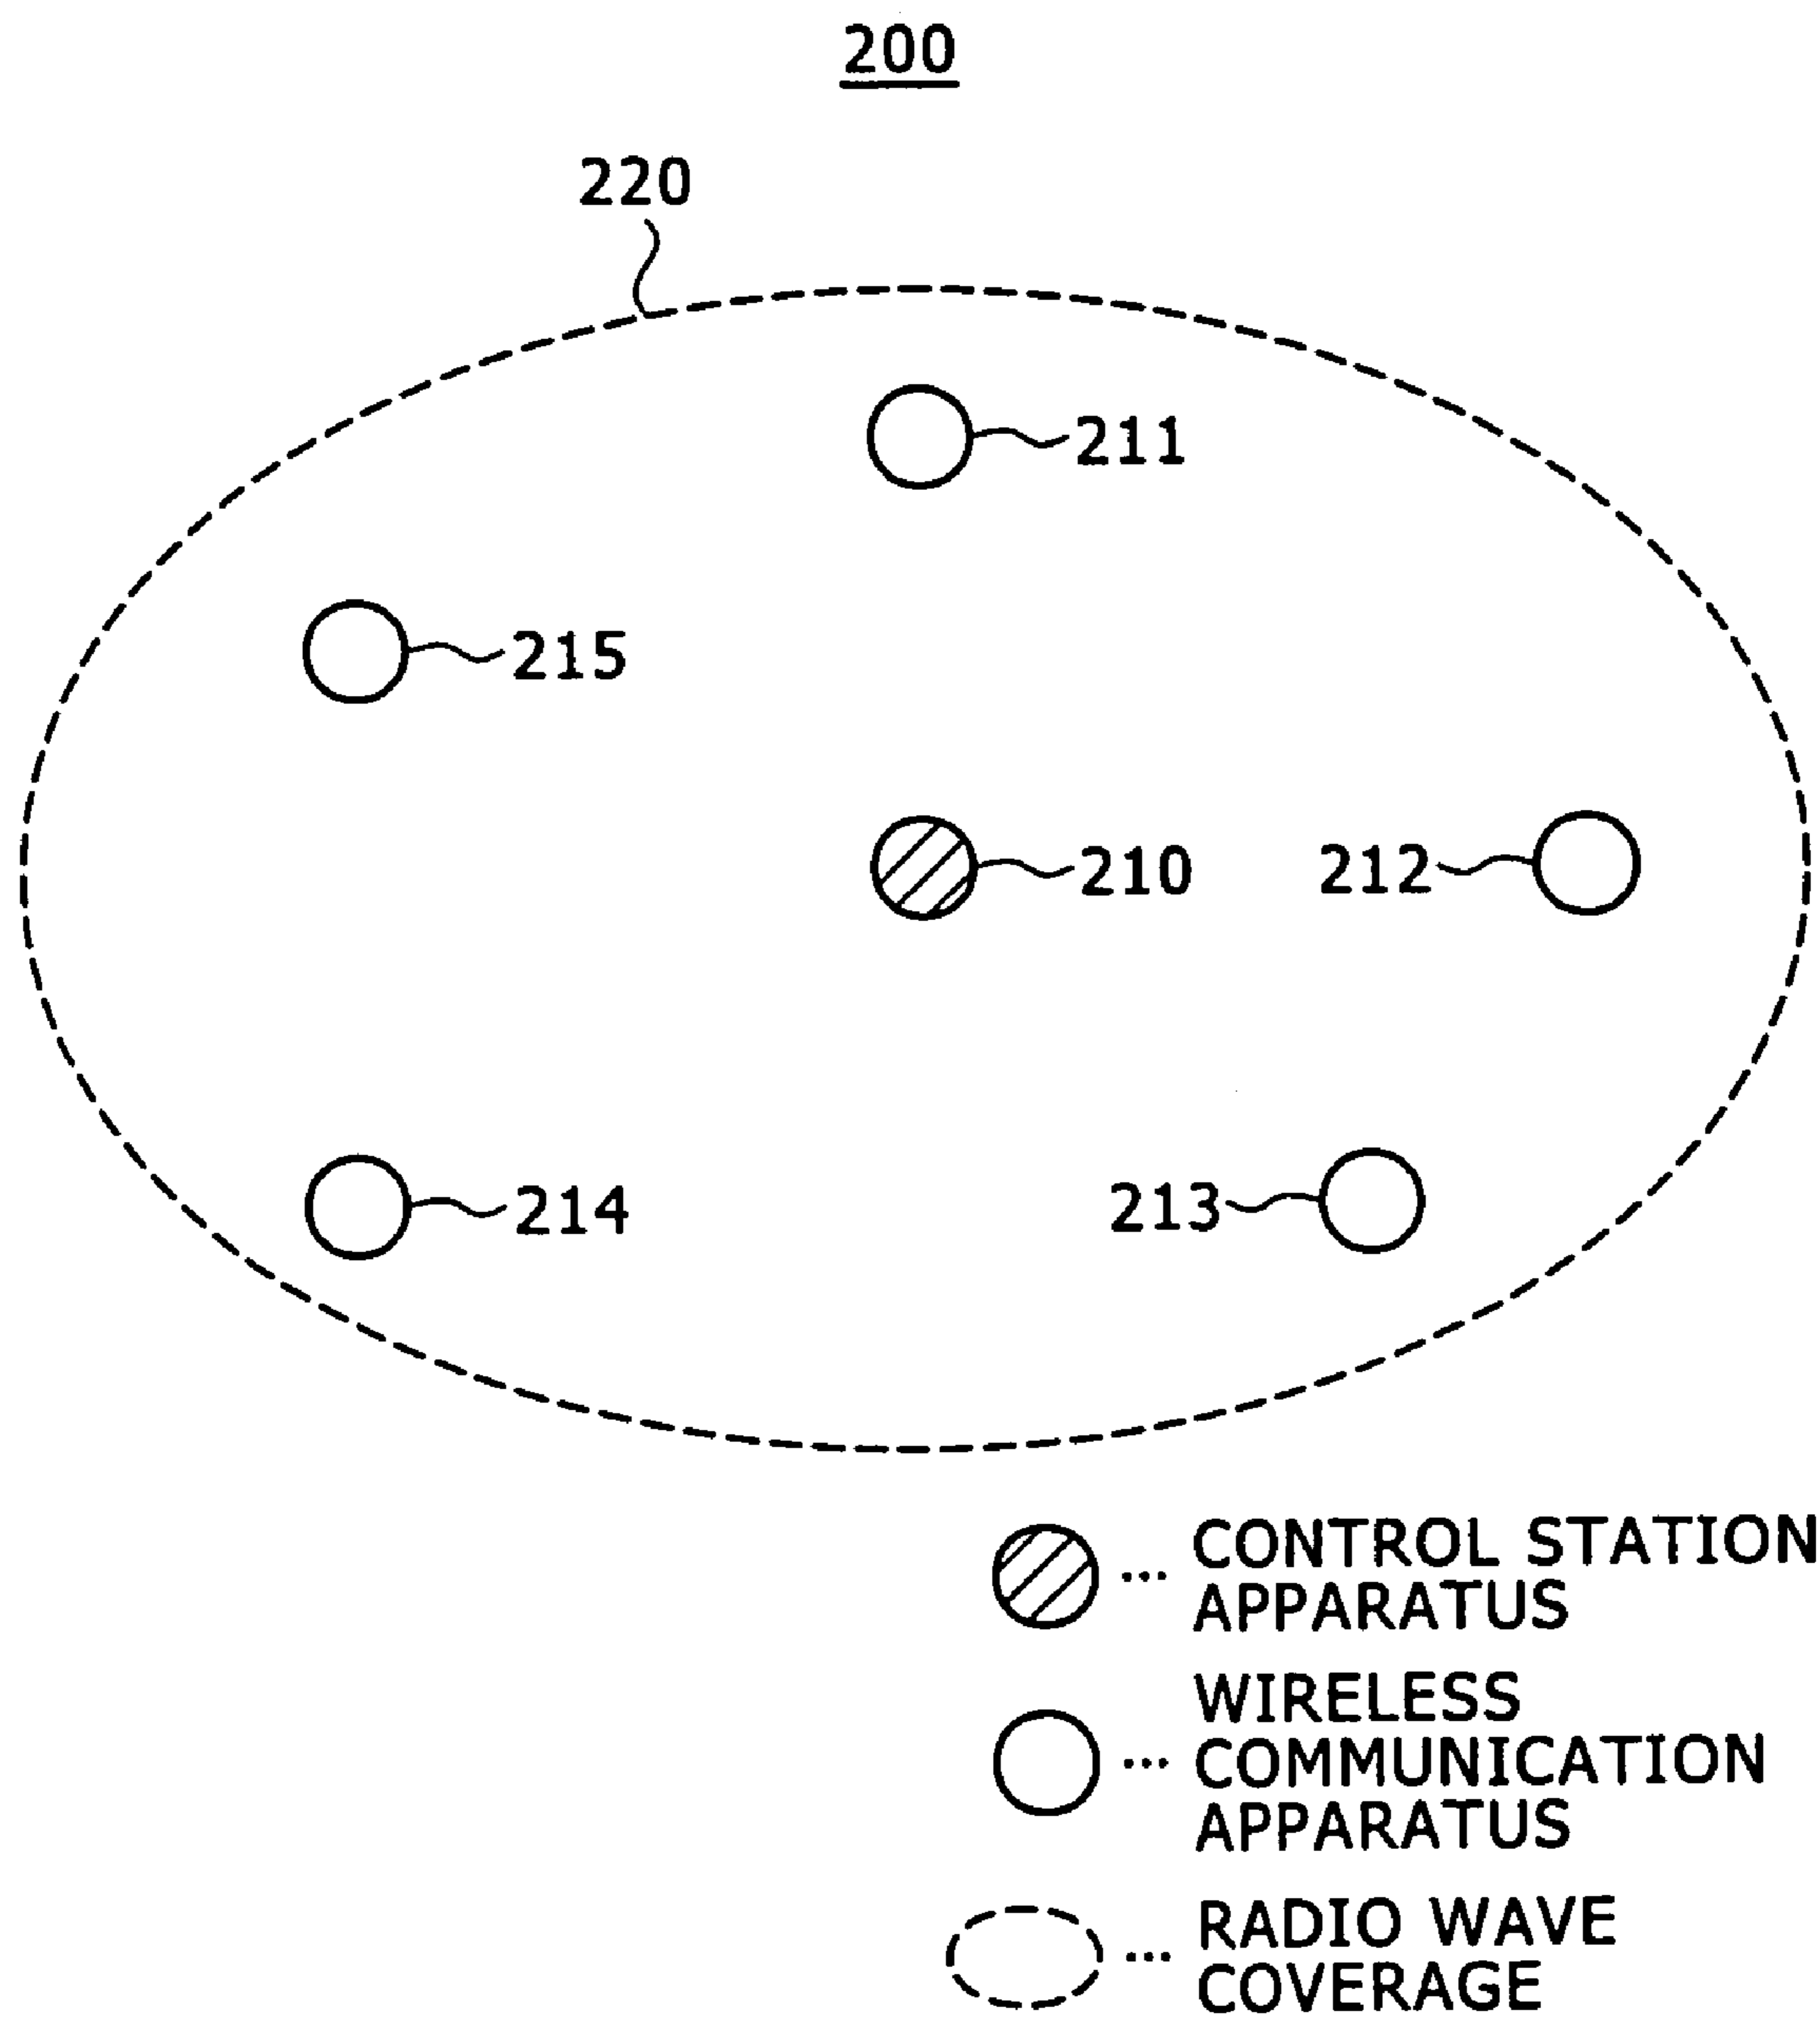 200
220
211
215
210
212
214
213
... CONTROL STATION
APPARATUS
WIRELESS
... COMMUNICATION
APPARATUS
... RADIO WAVE
COVERAGE